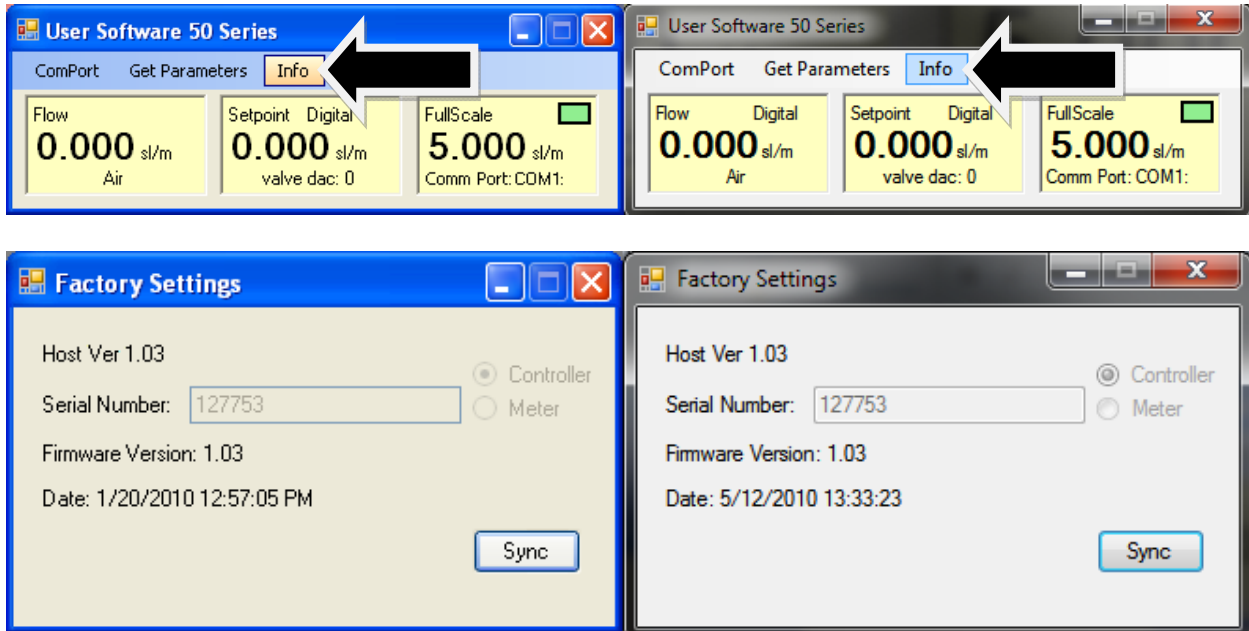 User Software 50 Series
ComPort Get Parameters Info
Flow
0.000 sl/m
Air
Setpoint Digital
0.000 sl/m
valve dac: 0
FullScale
5.000 sl/m
Comm Port: COM1:
User Software 50 Series
ComPort Get Parameters Info
Flow Digital
0.000 sl/m
Air
Setpoint Digital
0.000 sl/m
valve dac: 0
FullScale
5.000 sl/m
Comm Port: COM1:
Factory Settings
Host Ver 1.03
Controller
Serial Number: 127753
Meter
Firmware Version: 1.03
Date: 1/20/2010 12:57:05 PM
Sync
Factory Settings
Host Ver 1.03
Controller
Serial Number: 127753
Meter
Firmware Version: 1.03
Date: 5/12/2010 13:33:23
Sync